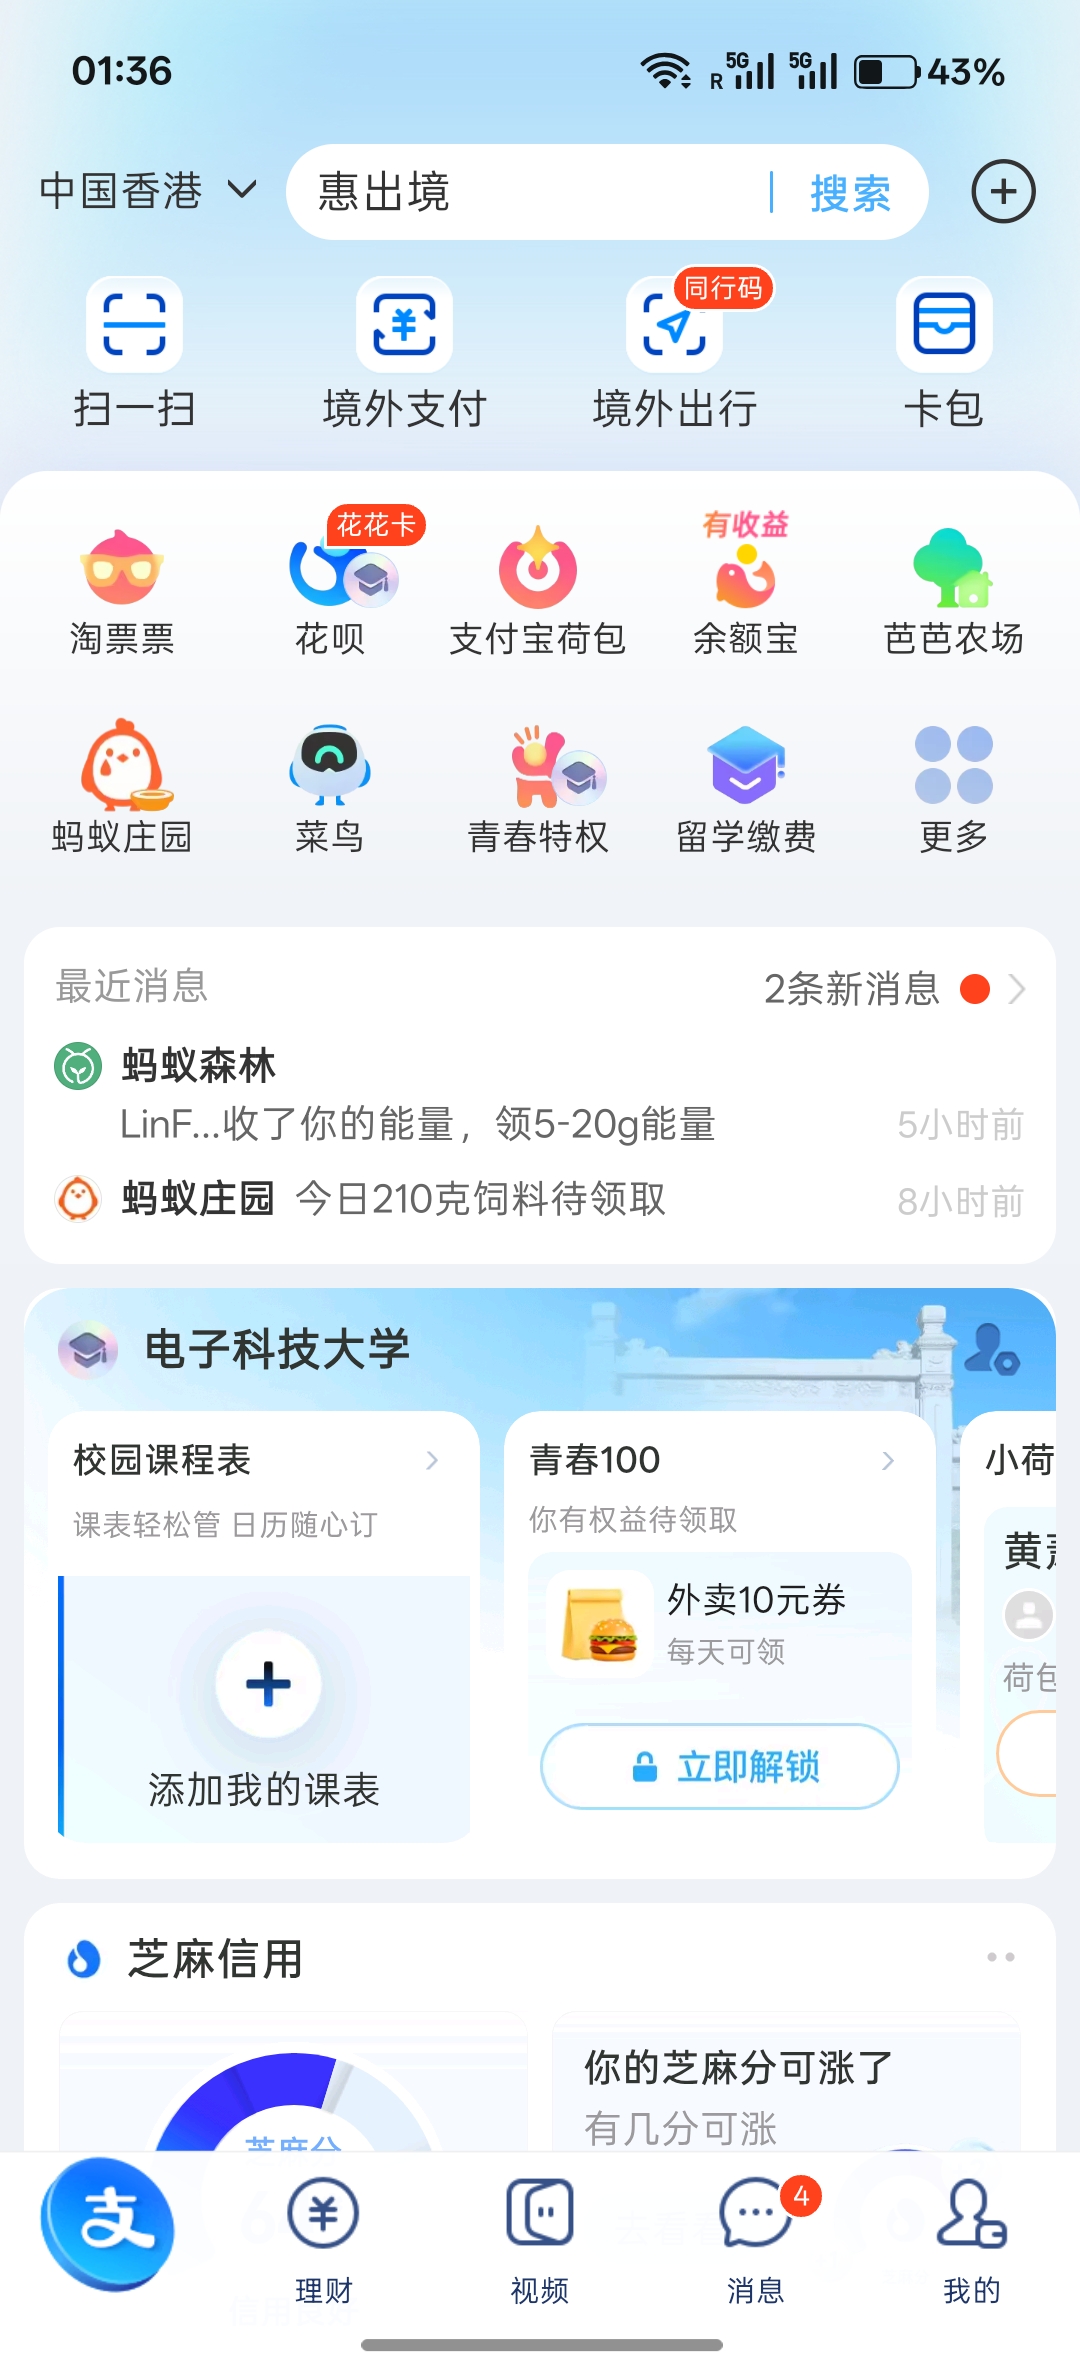 01:36
R 5G 5G 43%
中国香港
惠出境
搜索
同行码
扫一扫
境外支付
境外出行
卡包
花花卡
有收益
淘票票
花呗
支付宝荷包
余额宝
芭芭农场
蚂蚁庄园
菜鸟
青春特权
留学缴费
更多
最近消息
2条新消息
蚂蚁森林
LinF...收了你的能量，领5-20g能量
5小时前
蚂蚁庄园 今日210克饲料待领取
8小时前
电子科技大学
校园课程表
课表轻松管 日历随心订
添加我的课表
青春100
你有权益待领取
外卖10元券
每天可领
立即解锁
小荷
荷包
芝麻信用
芝麻分
你的芝麻分可涨了
有几分可涨
支
理财
视频
4
消息
我的